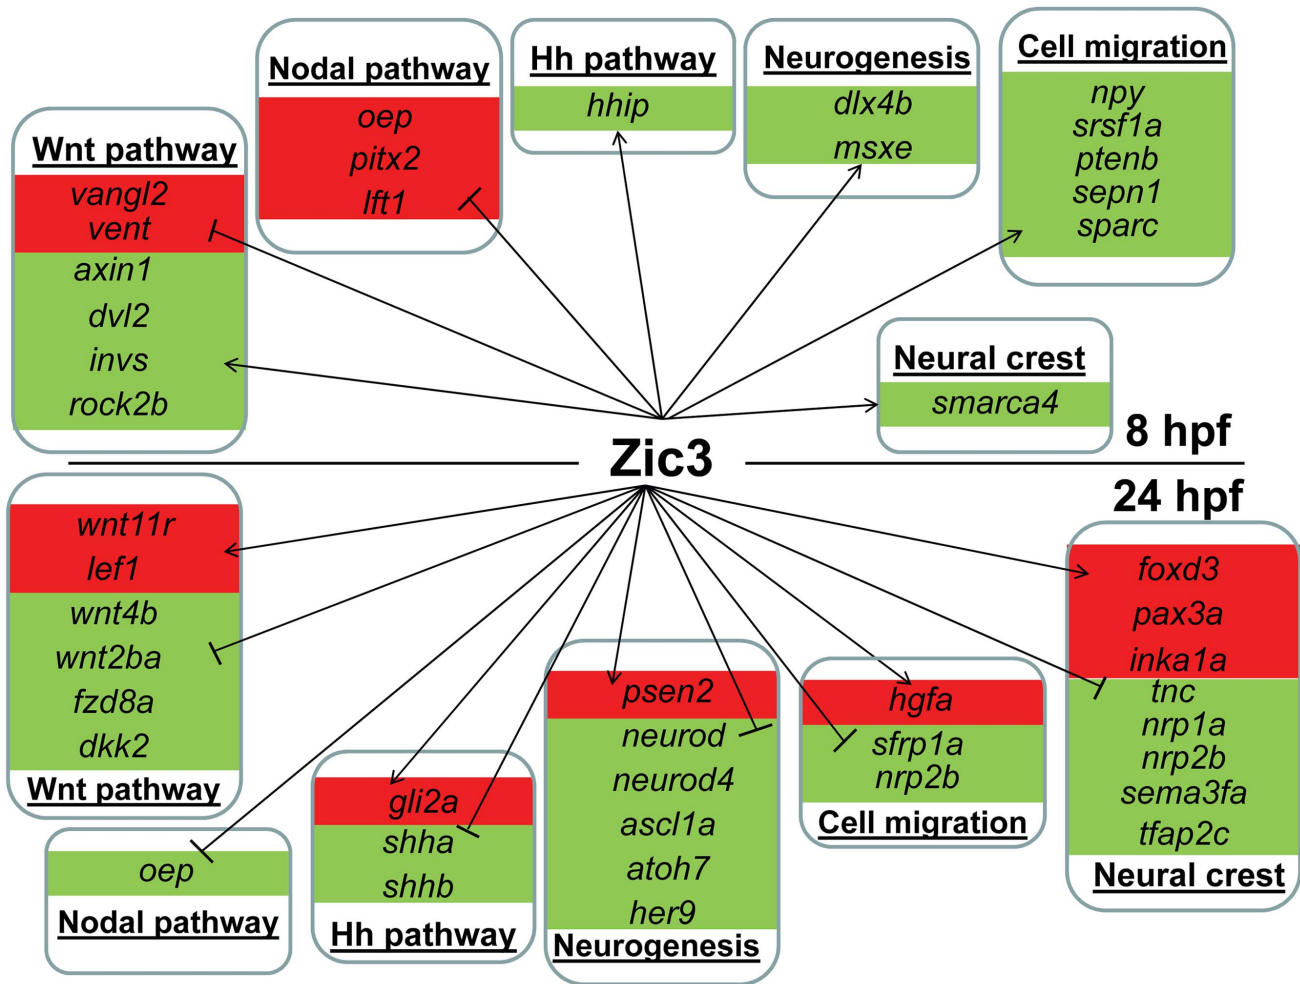 Wnt pathway
vangl2
vent
axin1
dvl2
invs
rock2b
Nodal pathway
oep
pitx2
lft1
Hh pathway
hhip
Neurogenesis
dlx4b
msxe
Cell migration
npy
srsf1a
ptenb
sepn1
sparc
Neural crest
smarca4
8 hpf
Zic3
24 hpf
wnt11r
lef1
wnt4b
wnt2ba
fzd8a
dkk2
Wnt pathway
oep
Nodal pathway
gli2a
shha
shhb
Hh pathway
psen2
neurod
neurod4
ascl1a
atoh7
her9
Neurogenesis
hgfa
sfrp1a
nrp2b
Cell migration
foxd3
pax3a
inka1a
tnc
nrp1a
nrp2b
sema3fa
tfap2c
Neural crest